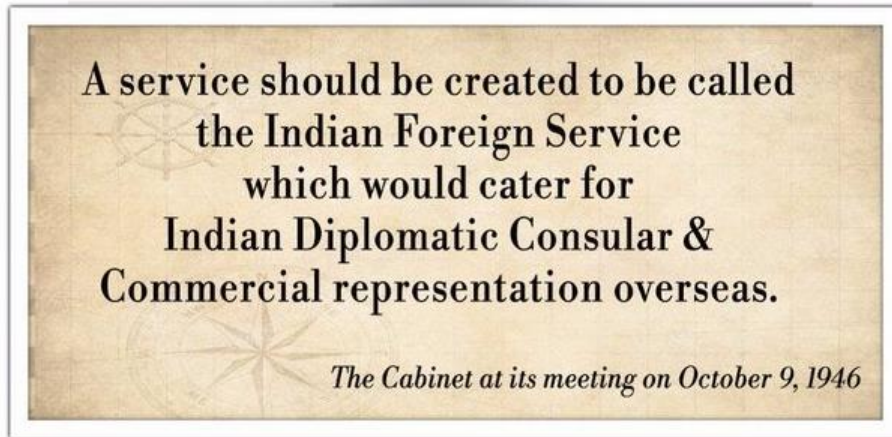 A service should be created to be called
the Indian Foreign Service
which would cater for
Indian Diplomatic Consular &
Commercial representation overseas.
The Cabinet at its meeting on October 9, 1946